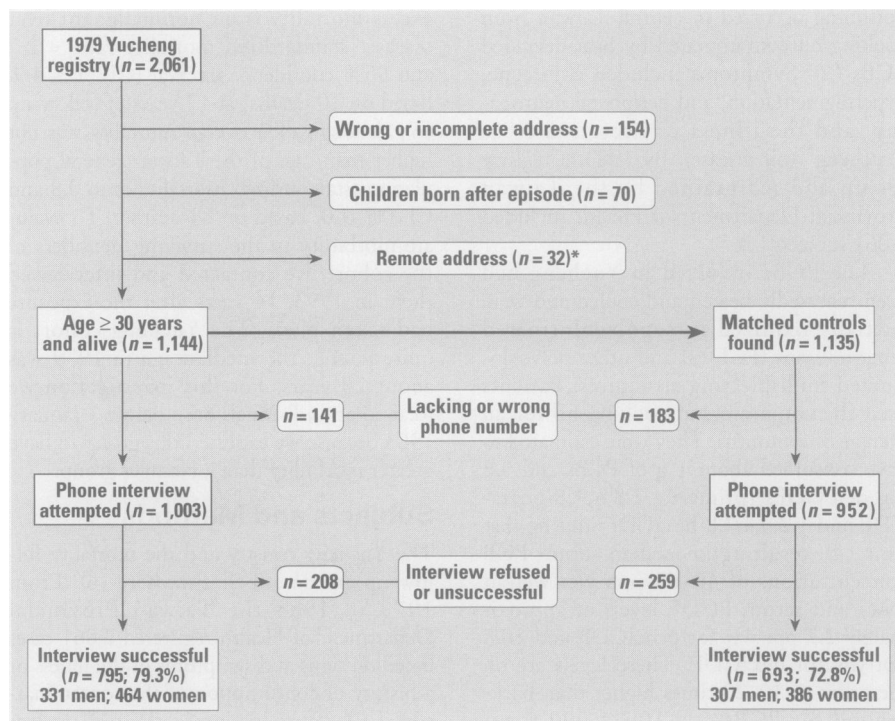 1979 Yucheng
registry (n = 2,061)
Wrong or incomplete address (n = 154)
Children born after episode (n = 70)
Remote address (n = 32)*
Age ≥ 30 years
and alive (n = 1,144)
Matched controls
found (n = 1,135)
n = 141
Lacking or wrong
phone number
n = 183
Phone interview
attempted (n = 1,003)
Phone interview
attempted (n = 952)
n = 208
Interview refused
or unsuccessful
n = 259
Interview successful
(n = 795; 79.3%)
331 men; 464 women
Interview successful
(n = 693; 72.8%)
307 men; 386 women